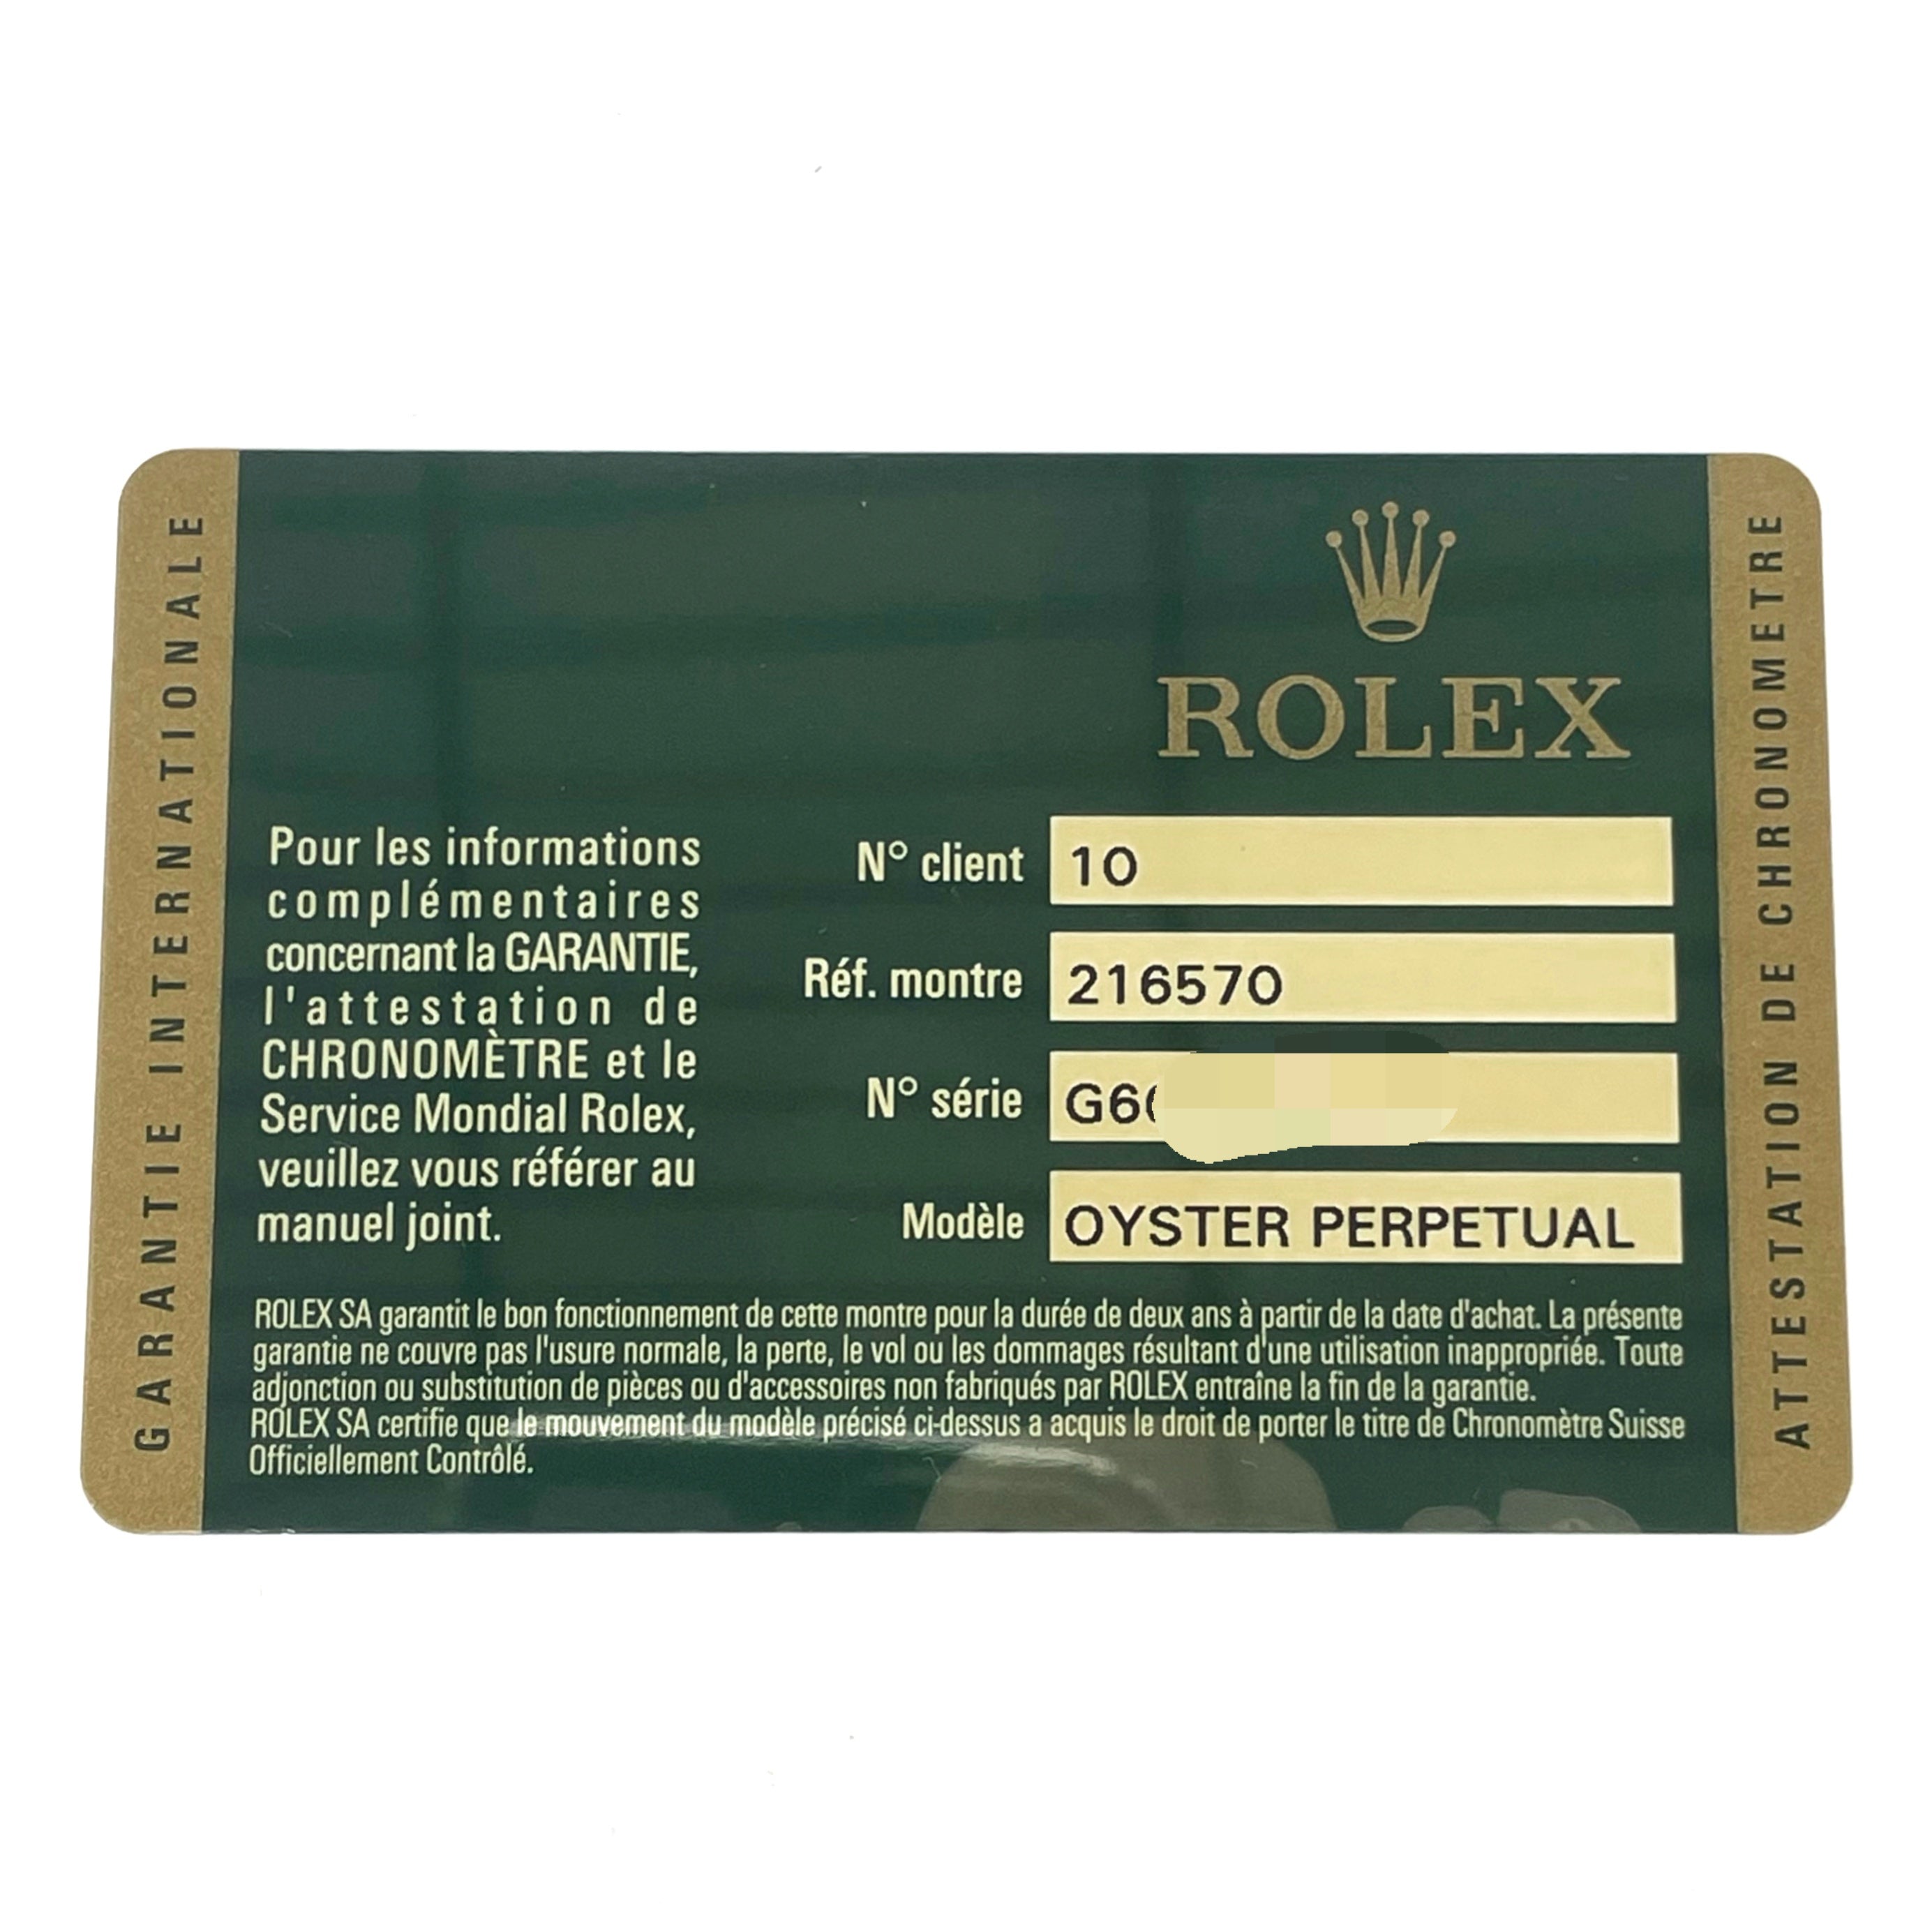 GARANTIE INTERNATIONALE
ROLEX
Pour les informations
complémentaires
concernant la GARANTIE,
l'attestation de
CHRONOMÈTRE et le
Service Mondial Rolex,
veuillez vous référer au
manuel joint.
N° client 10
Réf. montre 216570
N° série G6
Modèle OYSTER PERPETUAL
ROLEX SA garantit le bon fonctionnement de cette montre pour la durée de deux ans à partir de la date d'achat. La présente
garantie ne couvre pas l'usure normale, la perte, le vol ou les dommages résultant d'une utilisation inappropriée. Toute
adjonction ou substitution de pièces ou d'accessoires non fabriqués par ROLEX entraîne la fin de la garantie.
ROLEX SA certifie que le mouvement du modèle précisé ci-dessus a acquis le droit de porter le titre de Chronomètre Suisse
Officiellement Contrôlé.
ATTESTATION DE CHRONOMETRE